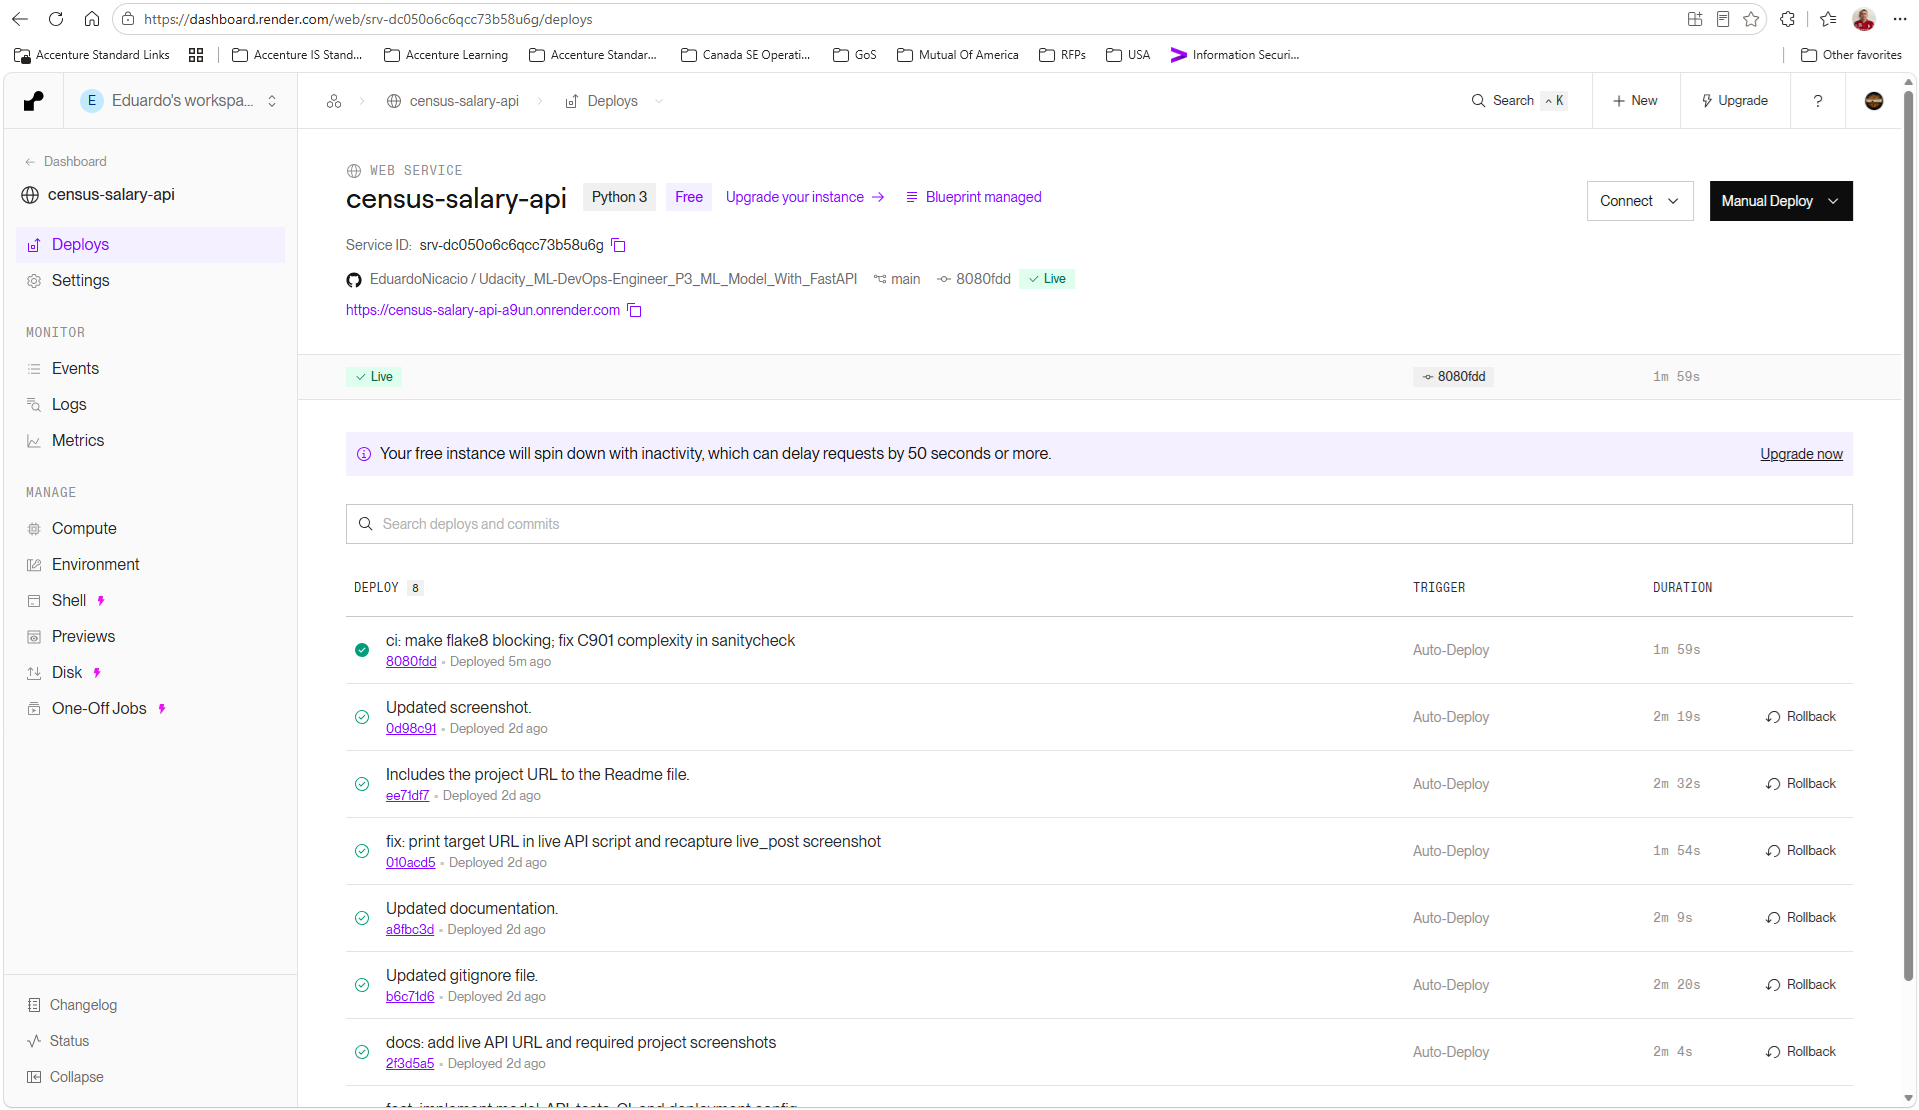 https://dashboard.render.com/web/srv-dc050o6c6qcc73b58u6g/deploys
Accenture Standard Links
Accenture IS Stand...
Accenture Learning
Accenture Standar...
Canada SE Operati...
GoS
Mutual Of America
RFPs
USA
Information Securi...
Other favorites
E Eduardo's workspa...
census-salary-api
Deploys
Search ^ K
+ New
Upgrade
?
← Dashboard
census-salary-api
Deploys
Settings
MONITOR
Events
Logs
Metrics
MANAGE
Compute
Environment
Shell
Previews
Disk
One-Off Jobs
Changelog
Status
Collapse
WEB SERVICE
census-salary-api Python 3 Free Upgrade your instance → Blueprint managed
Connect
Manual Deploy
Service ID: srv-dc050o6c6qcc73b58u6g
EduardoNicacio / Udacity_ML-DevOps-Engineer_P3_ML_Model_With_FastAPI main 8080fdd Live
https://census-salary-api-a9un.onrender.com
Live 8080fdd 1m 59s
Your free instance will spin down with inactivity, which can delay requests by 50 seconds or more. Upgrade now
Search deploys and commits
DEPLOY 8 TRIGGER DURATION
ci: make flake8 blocking; fix C901 complexity in sanitycheck
8080fdd • Deployed 5m ago
Auto-Deploy 1m 59s
Updated screenshot.
0d98c91 • Deployed 2d ago
Auto-Deploy 2m 19s Rollback
Includes the project URL to the Readme file.
ee71df7 • Deployed 2d ago
Auto-Deploy 2m 32s Rollback
fix: print target URL in live API script and recapture live_post screenshot
010acd5 • Deployed 2d ago
Auto-Deploy 1m 54s Rollback
Updated documentation.
a8fbc3d • Deployed 2d ago
Auto-Deploy 2m 9s Rollback
Updated gitignore file.
b6c71d6 • Deployed 2d ago
Auto-Deploy 2m 20s Rollback
docs: add live API URL and required project screenshots
2f3d5a5 • Deployed 2d ago
Auto-Deploy 2m 4s Rollback